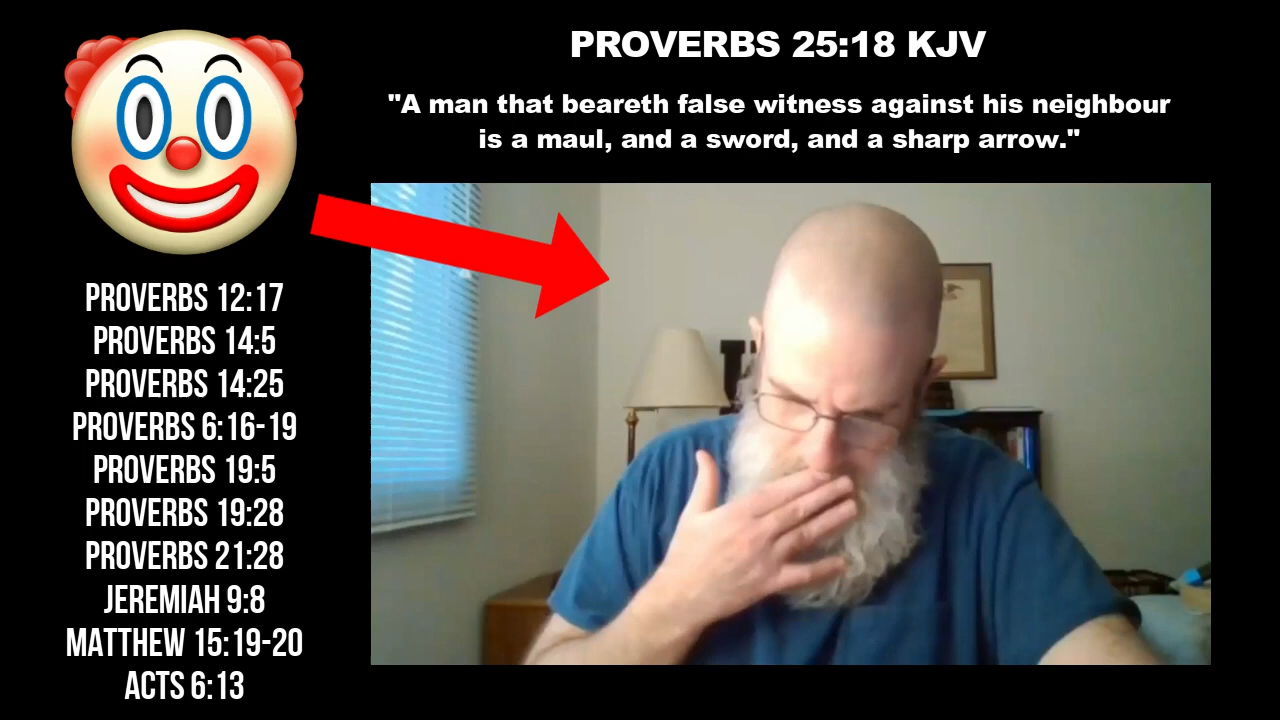 PROVERBS 25:18 KJV
"A man that beareth false witness against his neighbour
is a maul, and a sword, and a sharp arrow."
PROVERBS 12:17
PROVERBS 14:5
PROVERBS 14:25
PROVERBS 6:16-19
PROVERBS 19:5
PROVERBS 19:28
PROVERBS 21:28
JEREMIAH 9:8
MATTHEW 15:19-20
ACTS 6:13